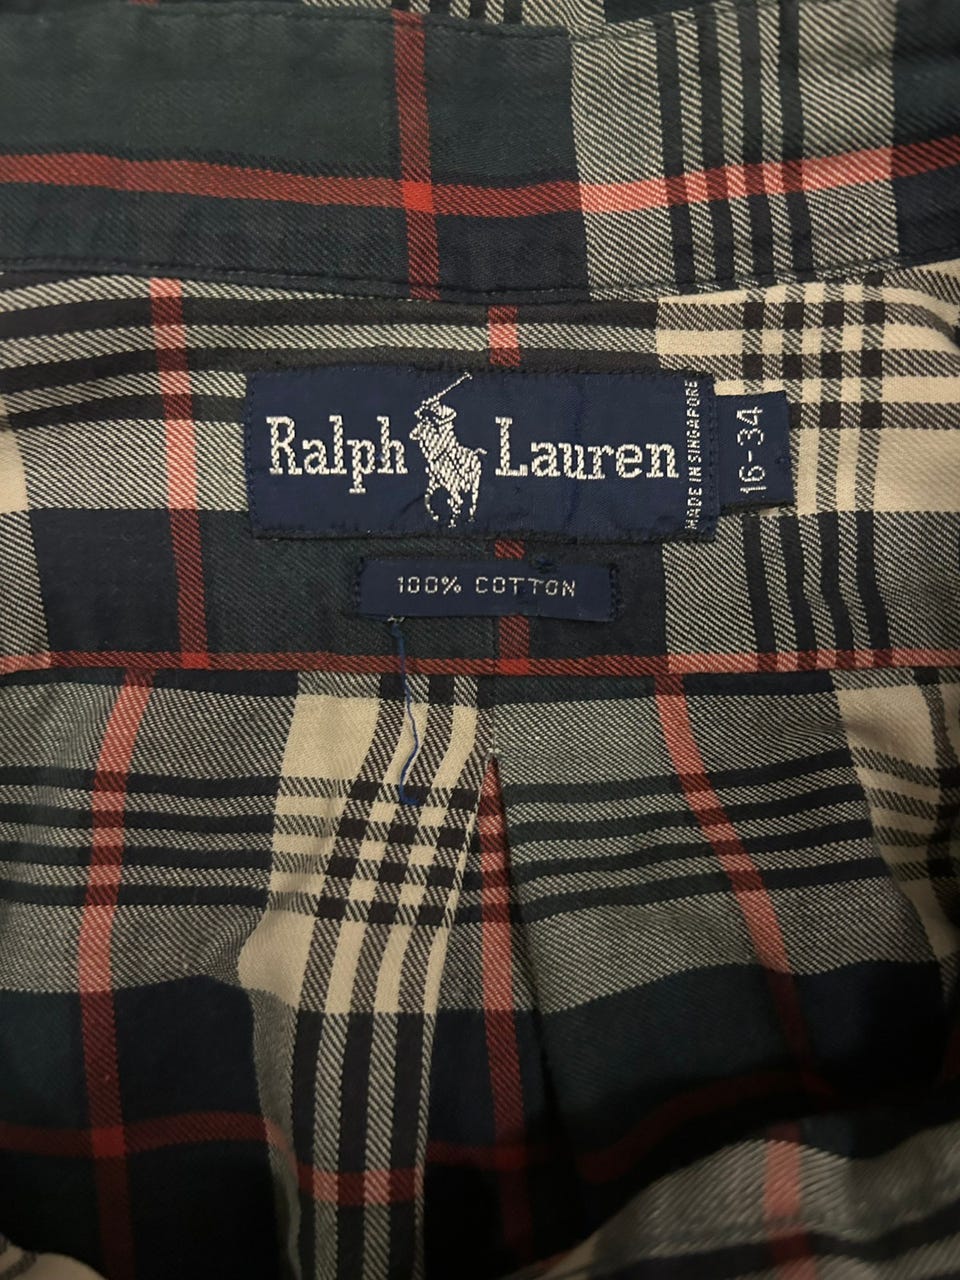 Ralph Lauren
MADE IN SINGAPORE
16-34
100% COTTON